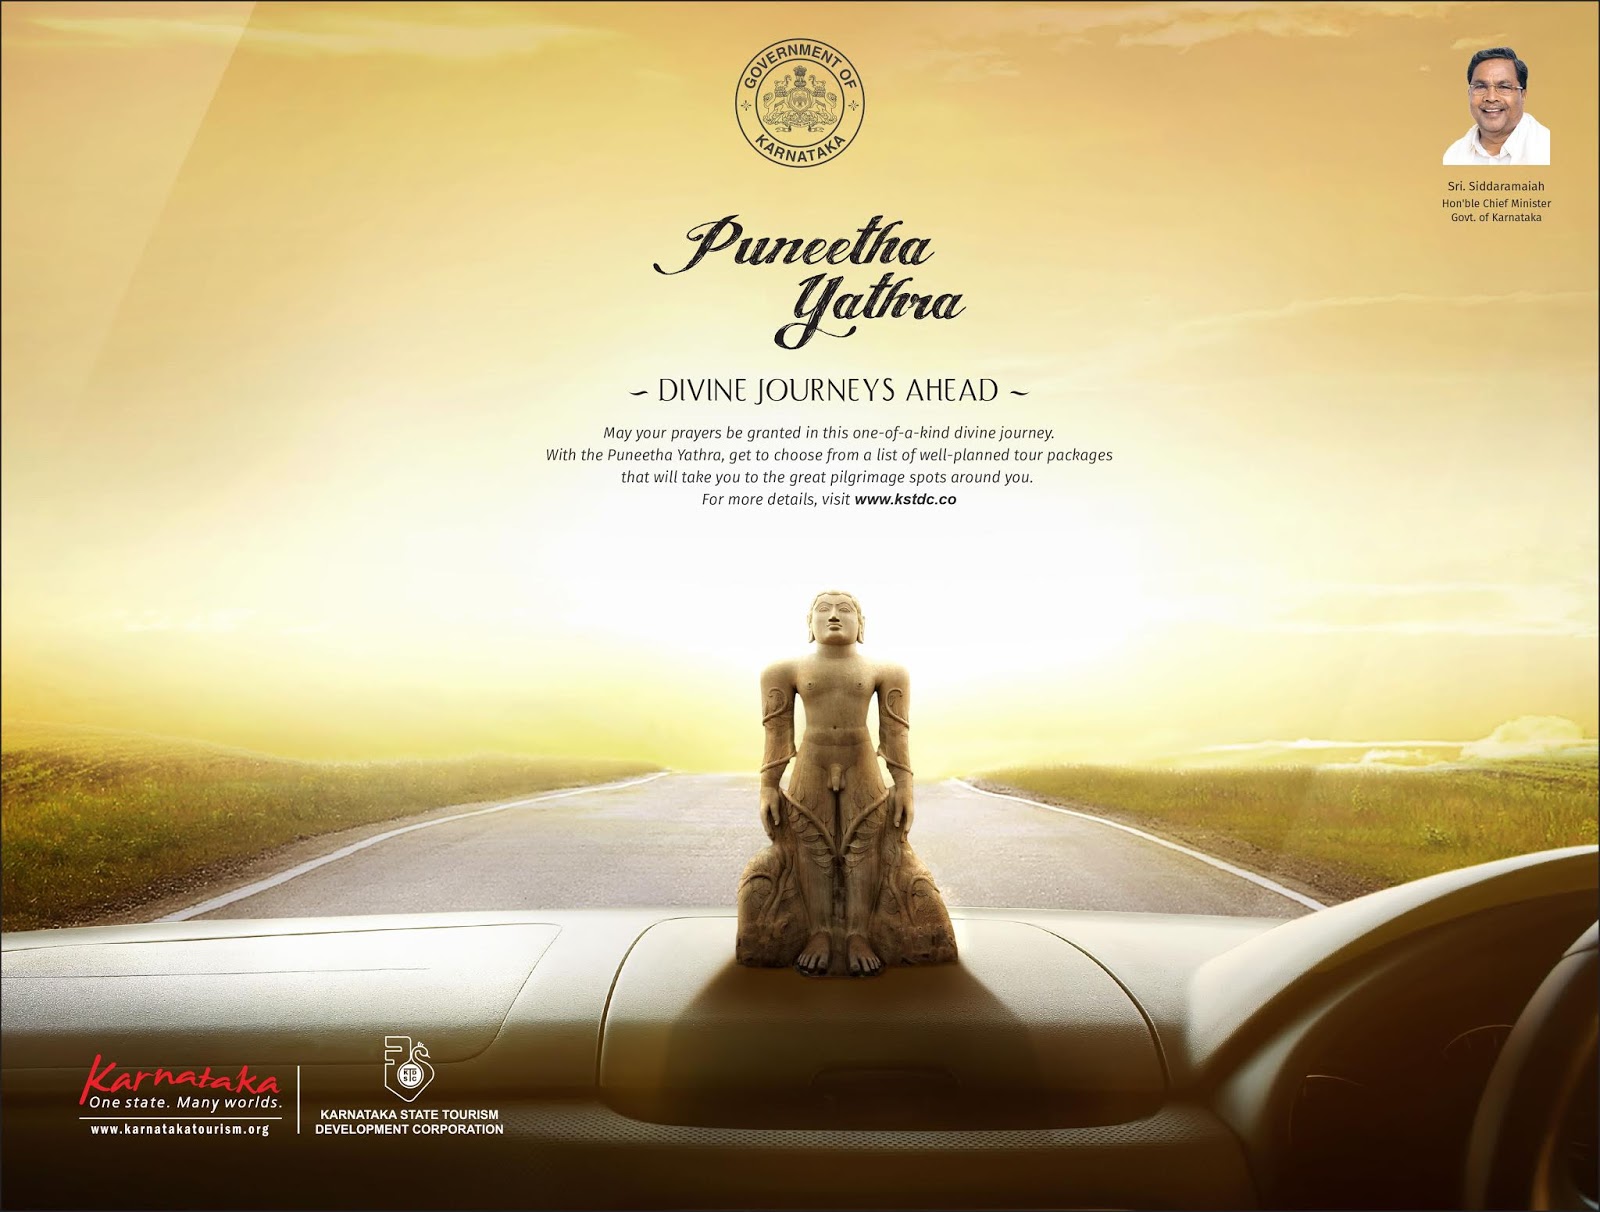 GOVERNMENT OF
KARNATAKA
Sri. Siddaramaiah
Hon'ble Chief Minister
Govt. of Karnataka
Puneetha
Yathra
~ DIVINE JOURNEYS AHEAD ~
May your prayers be granted in this one-of-a-kind divine journey.
With the Puneetha Yathra, get to choose from a list of well-planned tour packages
that will take you to the great pilgrimage spots around you.
For more details, visit www.kstdc.co
Karnataka
One state. Many worlds.
www.karnatakatourism.org
KARNATAKA STATE TOURISM
DEVELOPMENT CORPORATION